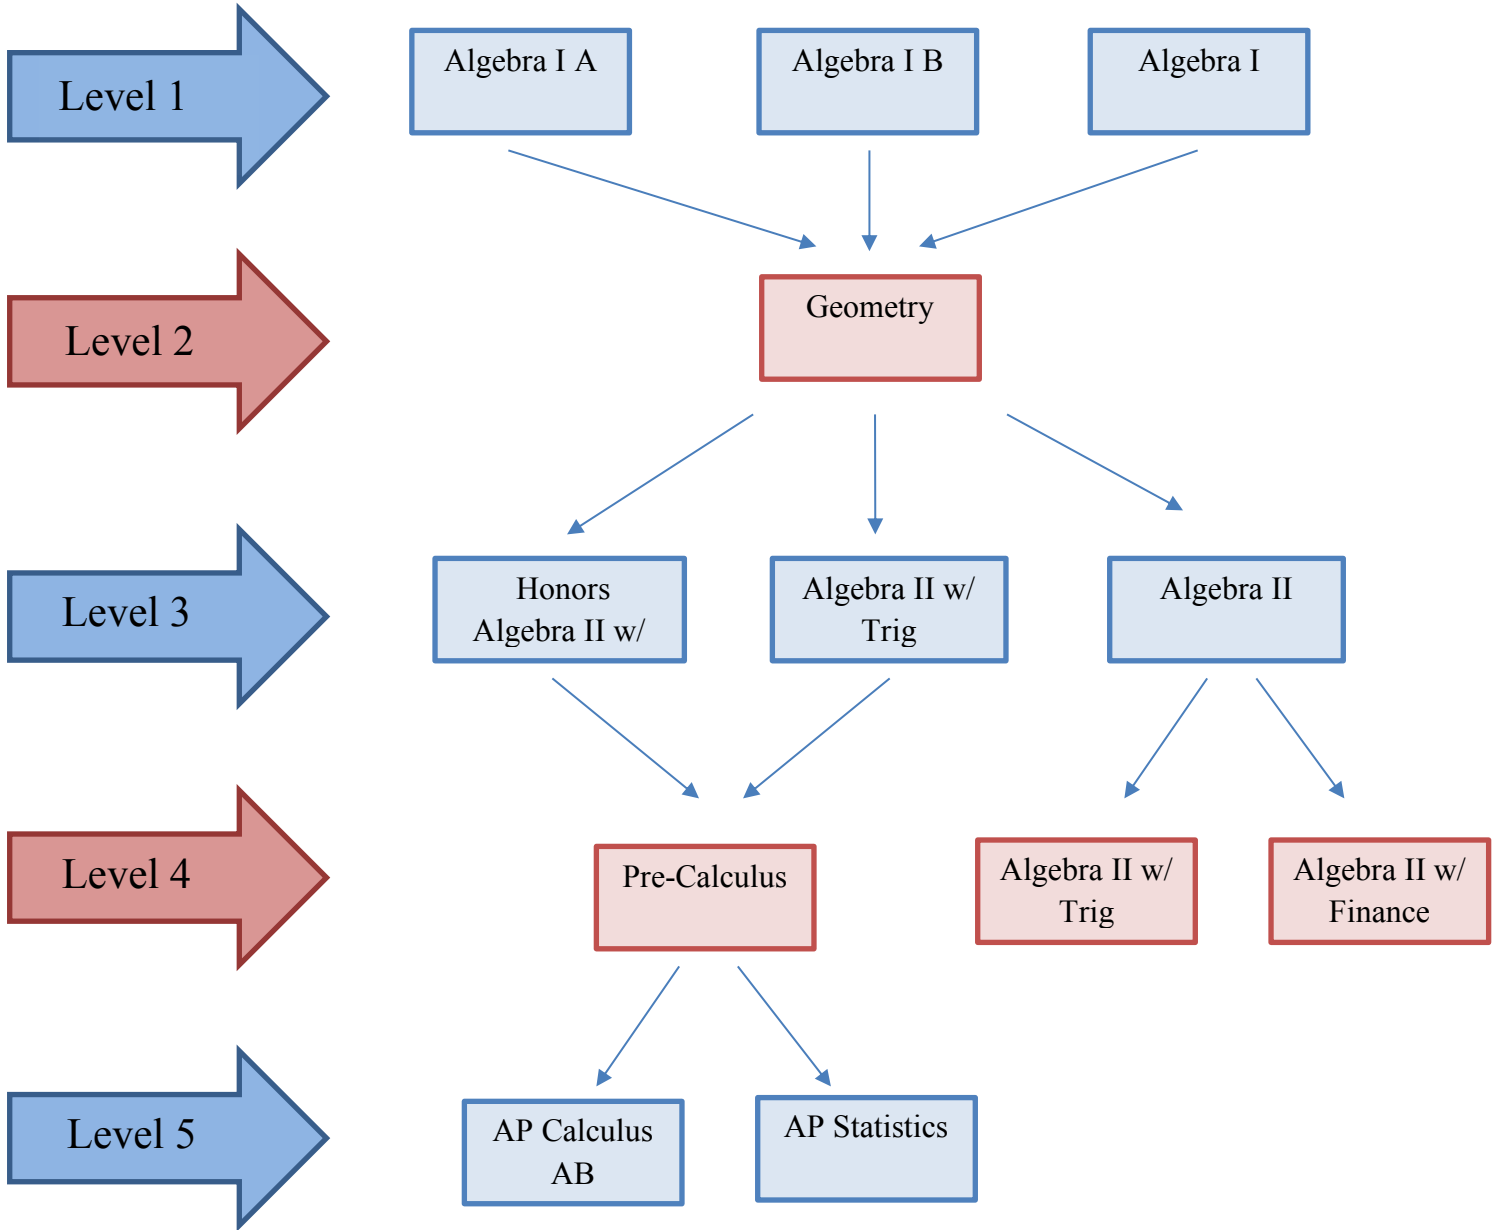 Level 1
Algebra I A
Algebra I B
Algebra I
Level 2
Geometry
Level 3
Honors
Algebra II w/
Algebra II w/
Trig
Algebra II
Level 4
Pre-Calculus
Algebra II w/
Trig
Algebra II w/
Finance
Level 5
AP Calculus
AB
AP Statistics